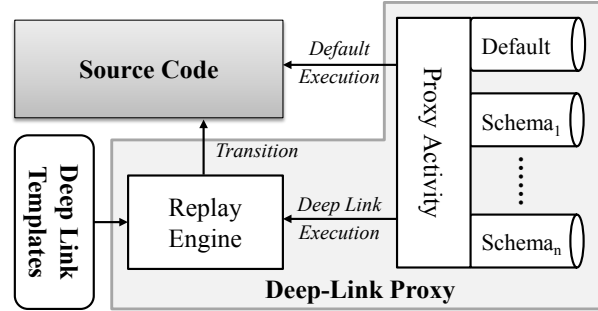 Source Code
Default
Execution
Default
Proxy Activity
Schema1
......
Scheman
Transition
Deep Link
Templates
Replay
Engine
Deep Link
Execution
Deep-Link Proxy